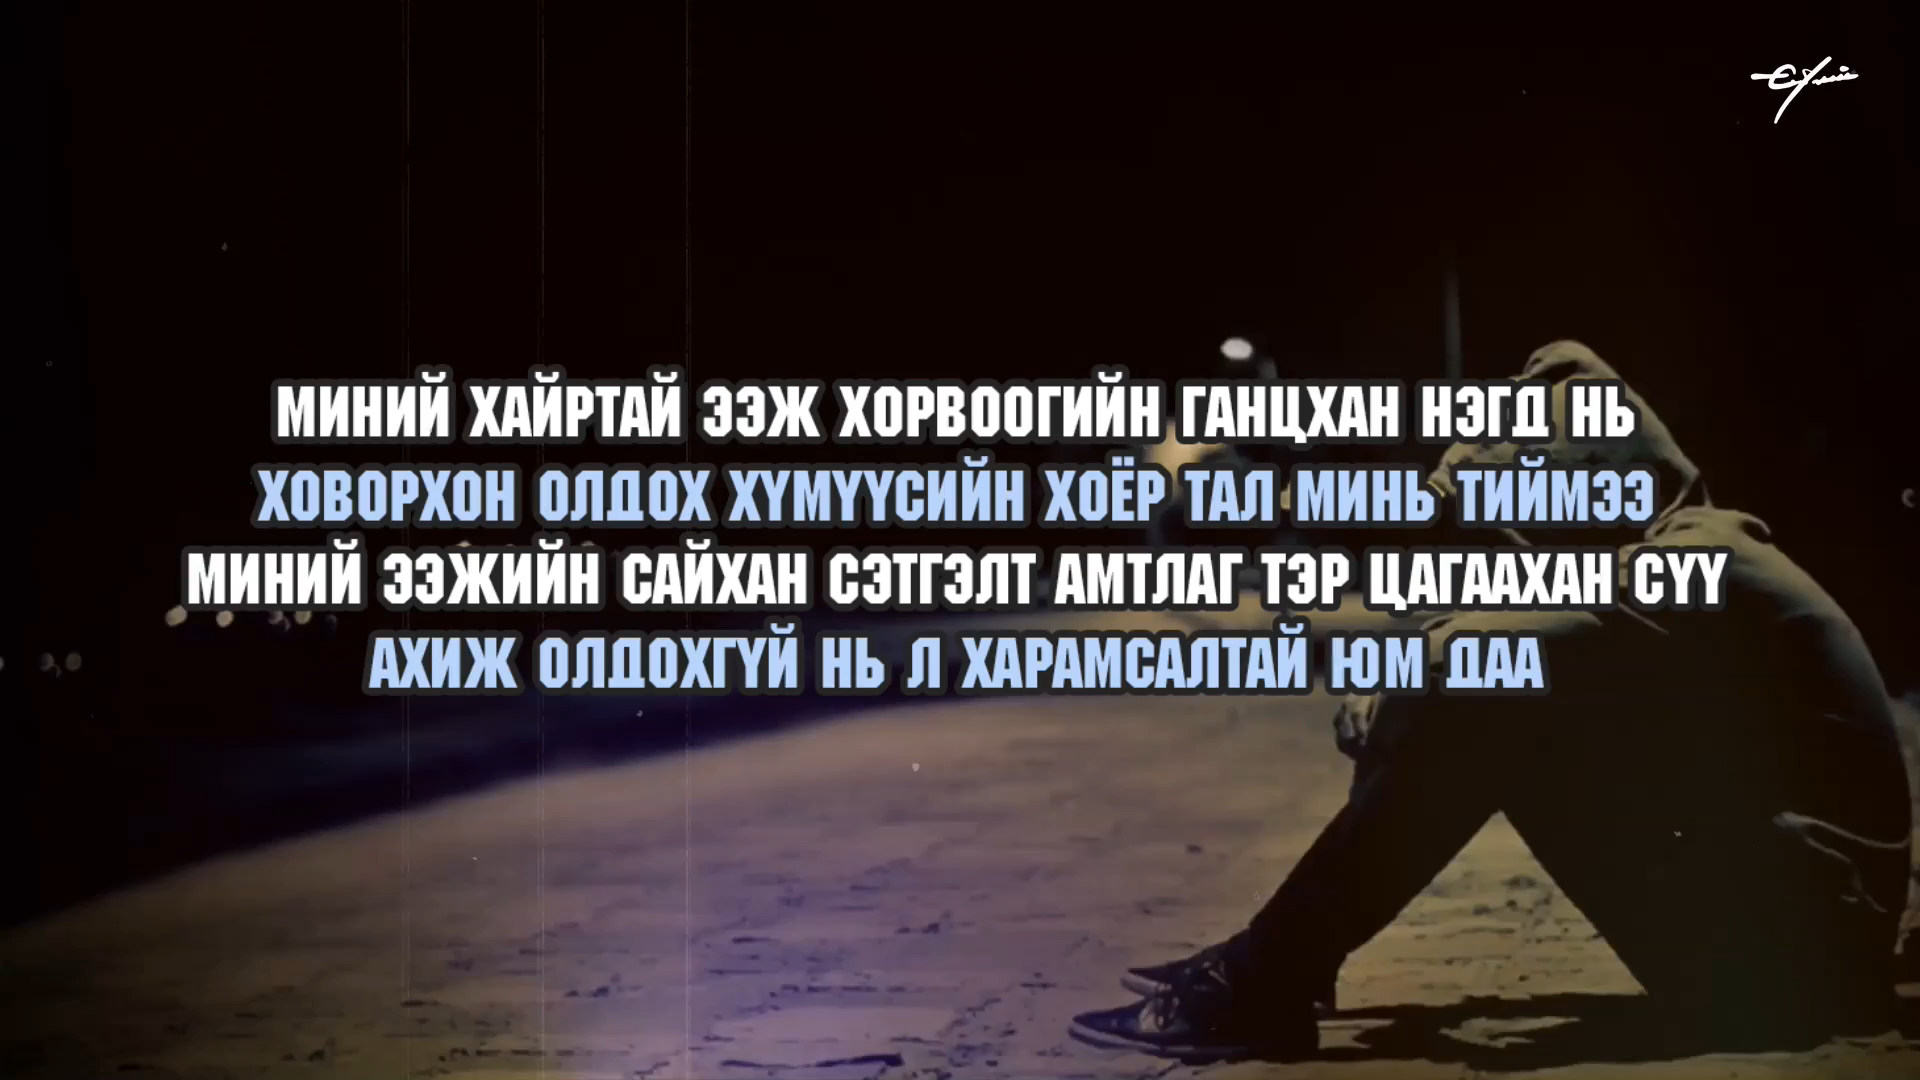 МИНИЙ ХАЙРТАЙ ЭЭЖ ХОРВООГИЙН ГАНЦХАН НЭГД НЬ
ХОВОРХОН ОЛДОХ ХҮМҮҮСИЙН ХОЁР ТАЛ МИНЬ ТИЙМЭЭ
МИНИЙ ЭЭЖИЙН САЙХАН СЭТГЭЛТ АМТЛАГ ТЭР ЦАГААХАН СҮҮ
АХИЖ ОЛДОХГҮЙ НЬ Л ХАРАМСАЛТАЙ ЮМ ДАА